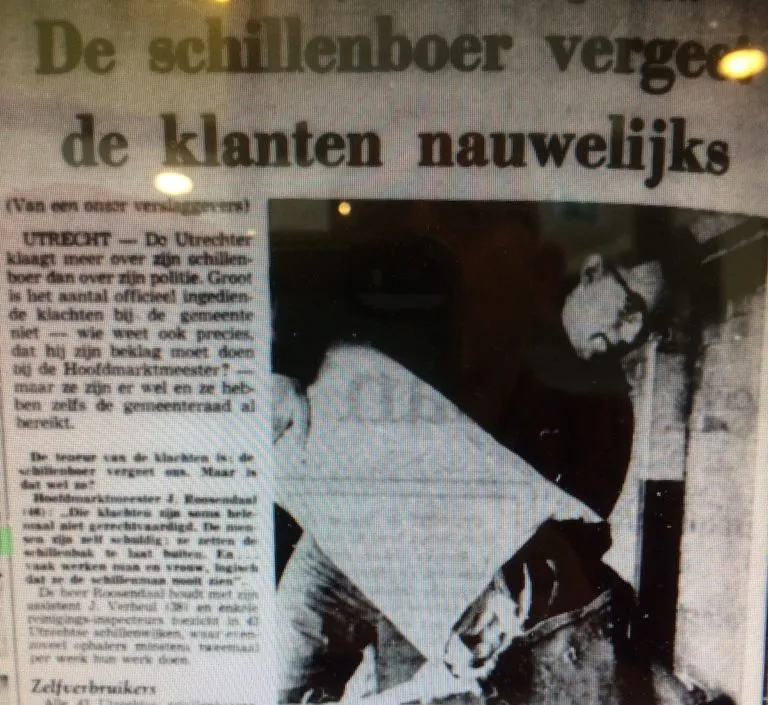 De schillenboer vergeet
de klanten nauwelijks
(Van een onzer verslaggevers)
UTRECHT — De Utrechter
klaagt meer over zijn schillen-
boer dan over zijn politie. Groot
is het aantal officieel ingedien-
de klachten bij de gemeente
niet — wie weet ook precies,
dat hij zijn beklag moet doen
bij de Hoofdmarktmeester? —
maar ze zijn er wel en ze heb-
ben zelfs de gemeenteraad al
bereikt.
De teneur van de klachten is: de
schillenboer vergeet ons. Maar is
dat wel zo?
Hoofdmarktmeester J. Roosendaal
(46): „Die klachten zijn soms hele-
maal niet gerechtvaardigd. De men-
sen zijn zelf schuldig; ze zetten de
schillenbak te laat buiten. En . . .
vaak werken man en vrouw, logisch
dat ze de schillenman nooit zien".
De heer Roosendaal houdt met zijn
assistent J. Verheul (38) en enkele
reinigings-inspecteurs toezicht in 42
Utrechtse schillenwijken, waar even-
zoveel ophalers minstens tweemaal
per week hun werk doen.
Zelfverbruikers
Alle 42 Utrechtse